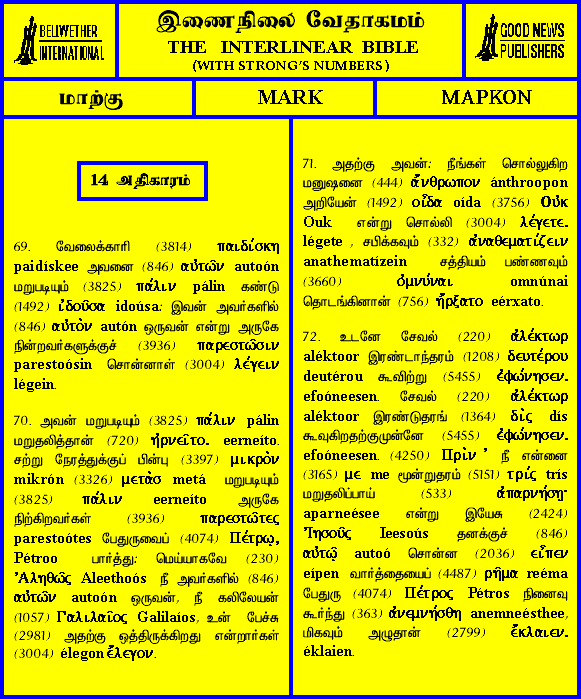 BELLWETHER
INTERNATIONAL
இணைநிலை வேதாகமம்
THE INTERLINEAR BIBLE
(WITH STRONG'S NUMBERS)
GOOD NEWS
PUBLISHERS
மாற்கு
MARK
ΜΑΡΚΟΝ
14 அதிகாரம்
69. வேலைக்காரி (3814) παιδίσκη
paidískee அவனை (846) αὐτῶν autoón
மறுபடியும் (3825) πάλιν pálin கண்டு
(1492) ἰδοῦσα idoúsa: இவன் அவர்களில்
(846) αὐτὸν autón ஒருவன் என்று அருகே
நின்றவர்களுக்குச் (3936) παρεστῶσιν
parestoósin சொன்னாள் (3004) λέγειν
légein.
70. அவன் மறுபடியும் (3825) πάλιν pálin
மறுதலித்தான் (720) ἠρνεῖτο. eerneíto.
சற்று நேரத்துக்குப் பின்பு (3397) μικρὸν
mikrón (3326) μετὰσ metá மறுபடியும்
(3825) πάλιν eerneíto அருகே
நிற்கிறவர்கள் (3936) παρεστῶτες
parestoótes பேதுருவைப் (4074) Πέτρῳ,
Pétroo பார்த்து: மெய்யாகவே (230)
Ἀληθῶς Aleethoós நீ அவர்களில் (846)
αὐτῶν autoón ஒருவன், நீ கலிலேயன்
(1057) Γαλιλαῖος Galilaíos, உன் பேச்சு
(2981) அதற்கு ஒத்திருக்கிறது என்றார்கள்
(3004) élegon ἔλεγον.
71. அதற்கு அவன்: நீங்கள் சொல்லுகிற
மனுஷனை (444) ἄνθρωπον ánthroopon
அறியேன் (1492) οἶδα oída (3756) Οὐκ
Ouk என்று சொல்லி (3004) λέγετε.
légete , சபிக்கவும் (332) ἀναθεματίζειν
anathematízein சத்தியம் பண்ணவும்
(3660) ὀμνύναι omnúnai
தொடங்கினான் (756) ἤρξατο eérxato.
72. உடனே சேவல் (220) ἀλέκτωρ
aléktoor இரண்டாந்தரம் (1208) δευτέρου
deutérou கூவிற்று (5455) ἐφώνησεν.
efoóneesen. சேவல் (220) ἀλέκτωρ
aléktoor இரண்டுதரங் (1364) δὶς dís
கூவுகிறதற்குமுன்னே (5455) ἐφώνησεν.
efoóneesen. (4250) Πρὶν ' நீ என்னை
(3165) με me மூன்றுதரம் (5151) τρίς trís
மறுதலிப்பாய் (533) ἀπαρνήσῃ·
aparneésee என்று இயேசு (2424)
Ἰησοῦς Ieesoús தனக்குச் (846)
αὐτῷ autoó சொன்ன (2036) εἶπεν
eípen வார்த்தையைப் (4487) ρῆμα reéma
பேதுரு (4074) Πέτρος Pétros நினைவு
கூர்ந்து (363) ἀνεμνήσθη anemneésthee,
மிகவும் அழுதான் (2799) ἔκλαιεν.
éklaien.